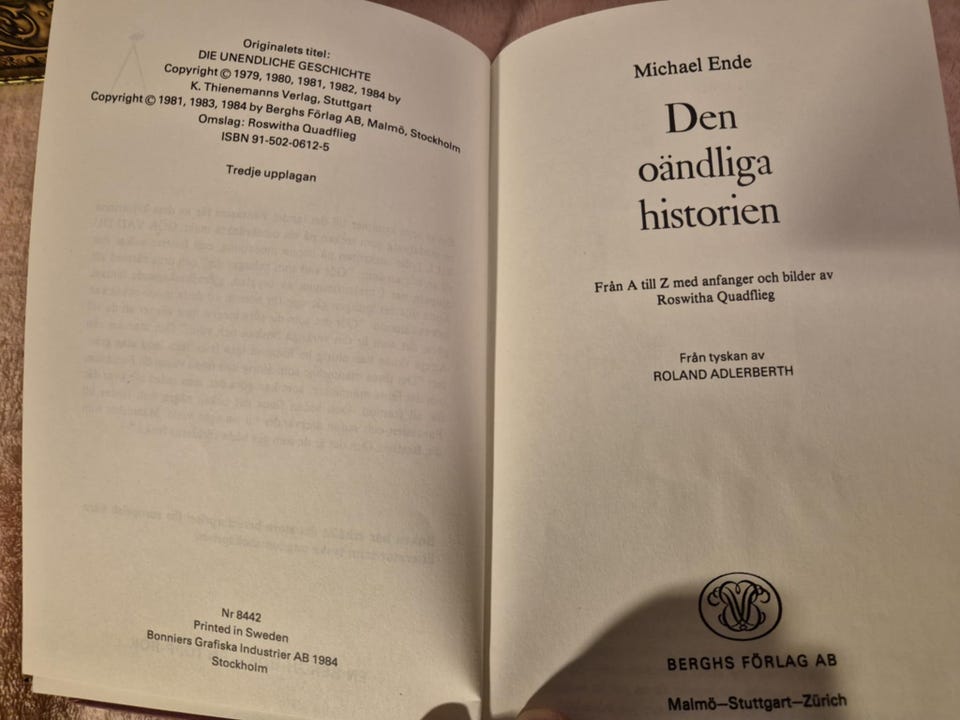 Originalets titel:
DIE UNENDLICHE GESCHICHTE
Copyright © 1979, 1980, 1981, 1982, 1984 by
K. Thienemanns Verlag, Stuttgart
Copyright © 1981, 1983, 1984 by Berghs Förlag AB, Malmö, Stockholm
Omslag: Roswitha Quadflieg
ISBN 91-502-0612-5
Tredje upplagan
Nr 8442
Printed in Sweden
Bonniers Grafiska Industrier AB 1984
Stockholm
Michael Ende
Den
oändliga
historien
Från A till Z med anfanger och bilder av
Roswitha Quadflieg
Från tyskan av
ROLAND ADLERBERTH
BERGHS FÖRLAG AB
Malmö—Stuttgart—Zürich